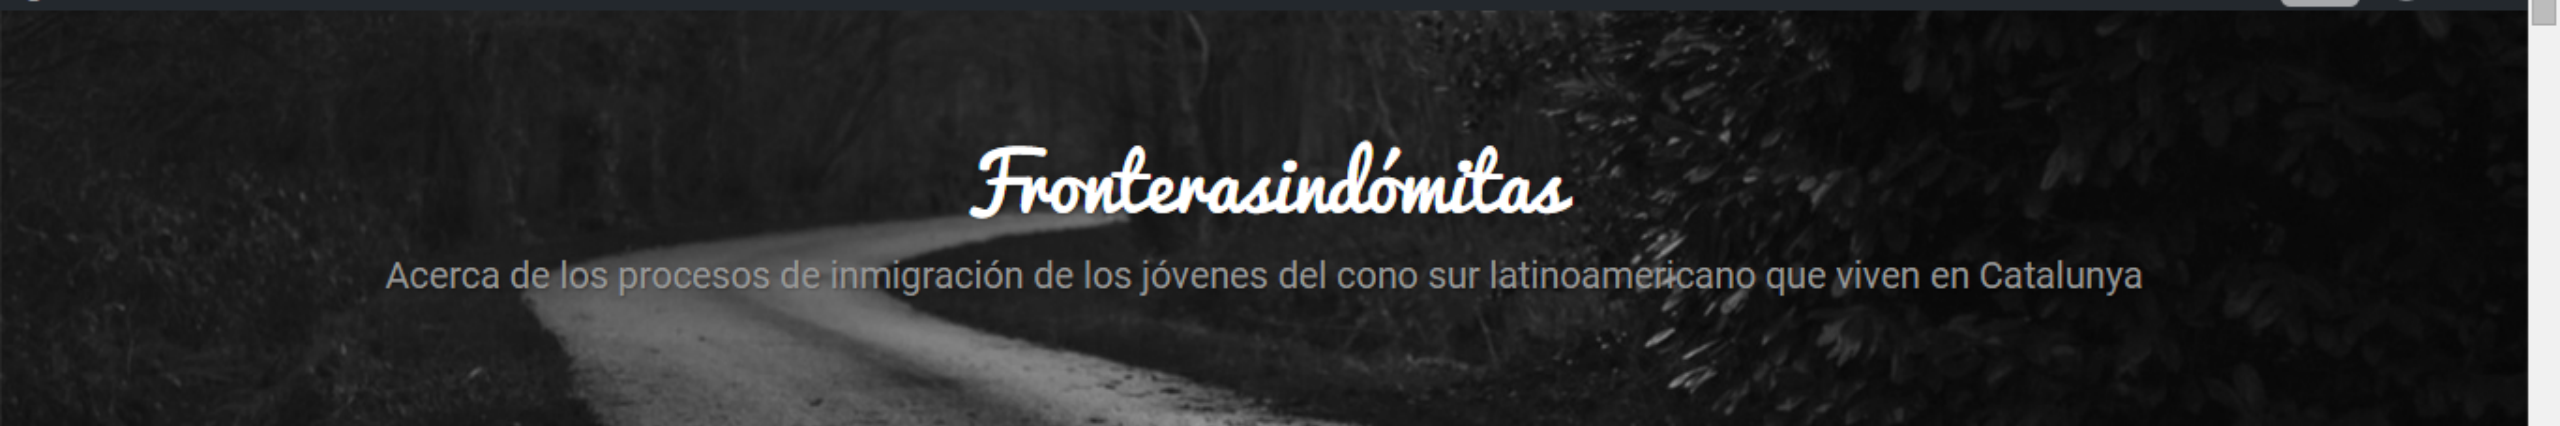 Fronterasindómitas
Acerca de los procesos de inmigración de los jóvenes del cono sur latinoamericano que viven en Catalunya